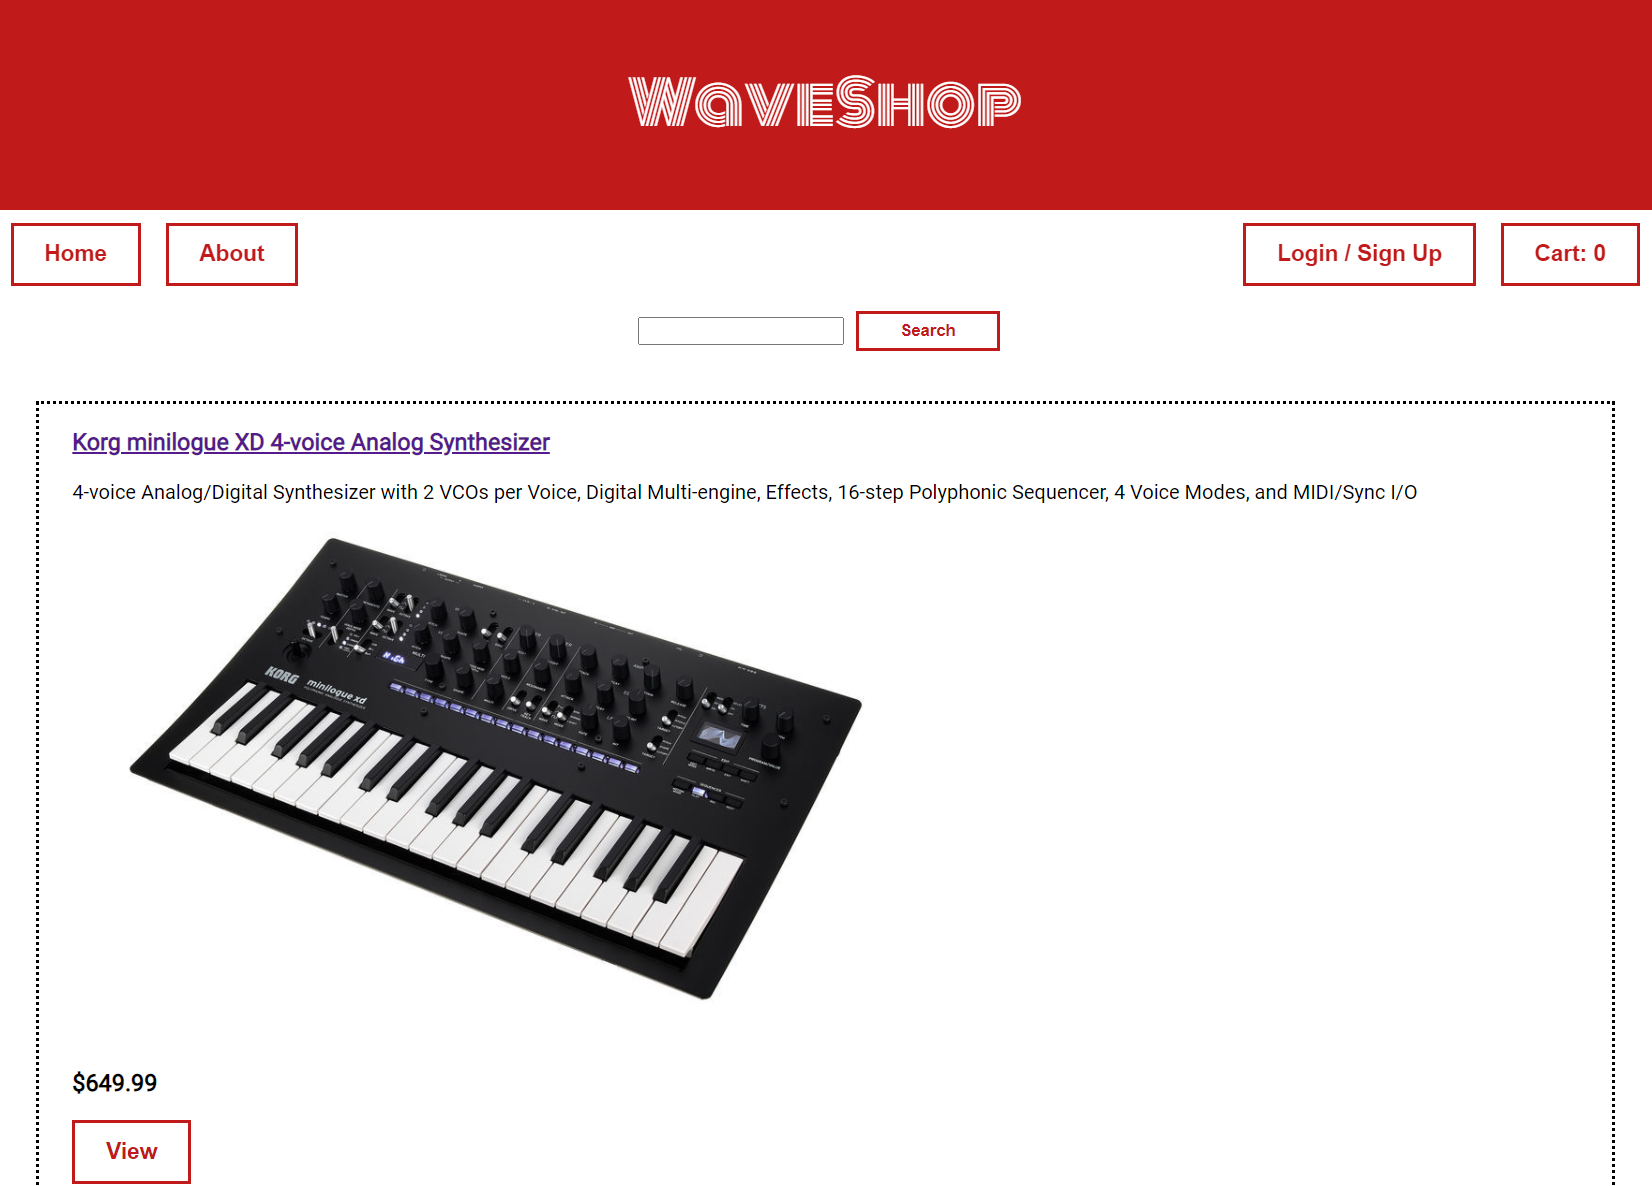 WaveShop
Home
About
Login / Sign Up
Cart: 0
Search
Korg minilogue XD 4-voice Analog Synthesizer
4-voice Analog/Digital Synthesizer with 2 VCOs per Voice, Digital Multi-engine, Effects, 16-step Polyphonic Sequencer, 4 Voice Modes, and MIDI/Sync I/O
KORG
minilogue xd
$649.99
View